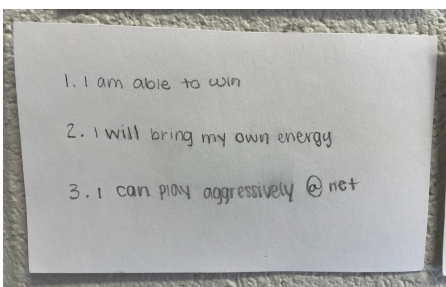 1. I am able to win
2. I will bring my own energy
3. I can play aggressively @ net